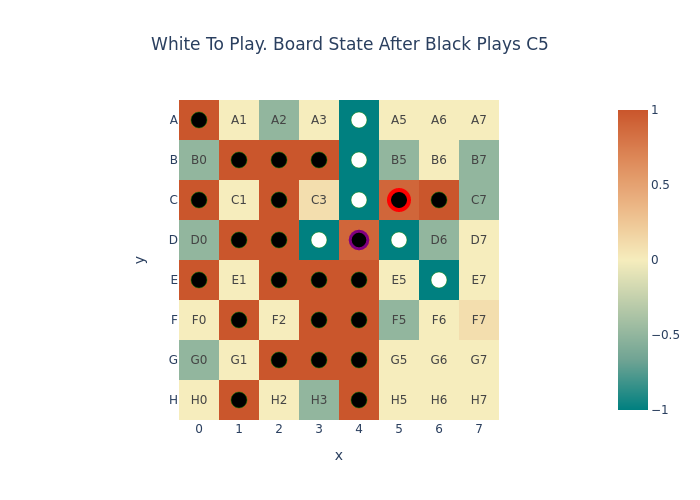 White To Play. Board State After Black Plays C5
A A1 A2 A3 A5 A6 A7
B B0 B5 B6 B7
C C1 C3 C7
D D0 D6 D7
E E1 E5 E7
F F0 F2 F5 F6 F7
G G0 G1 G5 G6 G7
H H0 H2 H3 H5 H6 H7
0 1 2 3 4 5 6 7
x
y
1
0.5
0
−0.5
−1